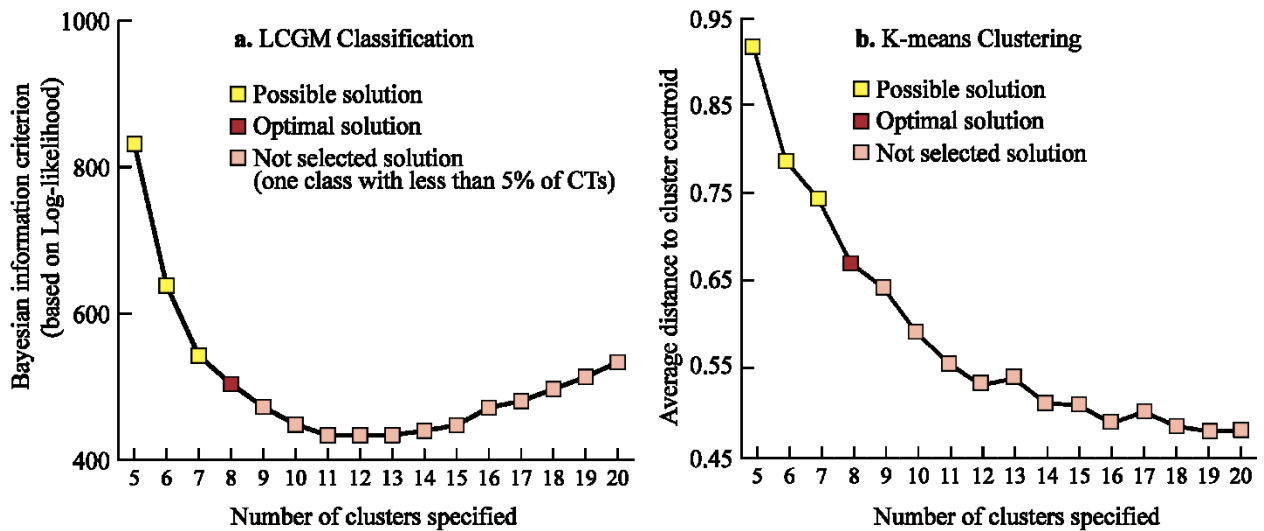 a. LCGM Classification
Possible solution
Optimal solution
Not selected solution
(one class with less than 5% of CTs)
Bayesian information criterion
(based on Log-likelihood)
1000
800
600
400
5 6 7 8 9 10 11 12 13 14 15 16 17 18 19 20
Number of clusters specified
b. K-means Clustering
Possible solution
Optimal solution
Not selected solution
Average distance to cluster centroid
0.95
0.85
0.75
0.65
0.55
0.45
5 6 7 8 9 10 11 12 13 14 15 16 17 18 19 20
Number of clusters specified